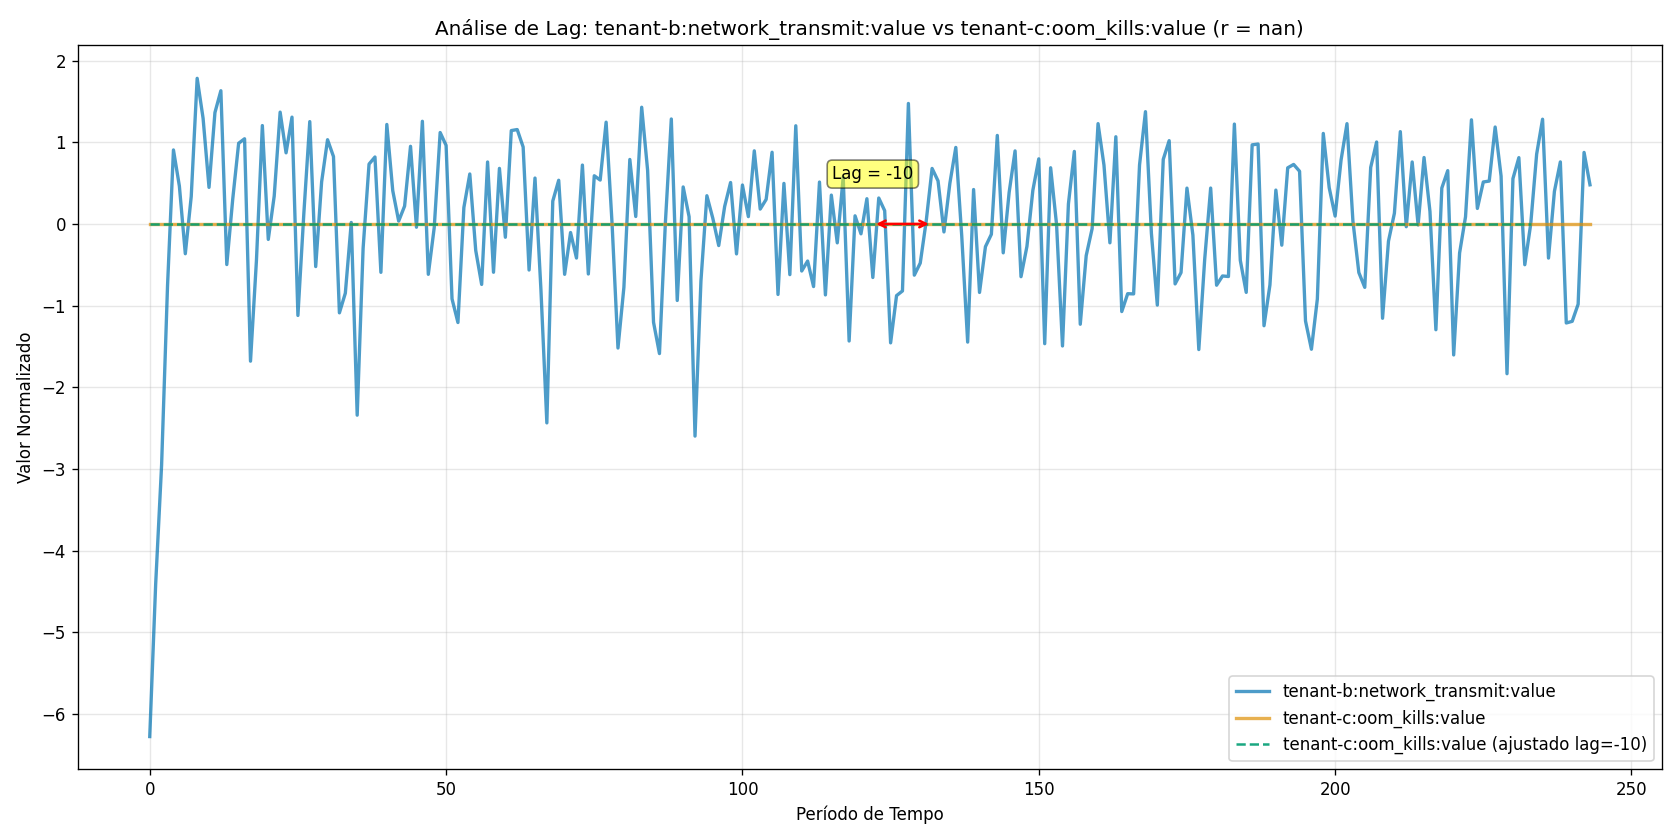 Análise de Lag: tenant-b:network_transmit:value vs tenant-c:oom_kills:value (r = nan)
Valor Normalizado
2
1
0
−1
−2
−3
−4
−5
−6
Lag = -10
tenant-b:network_transmit:value
tenant-c:oom_kills:value
tenant-c:oom_kills:value (ajustado lag=-10)
0
50
100
150
200
250
Período de Tempo